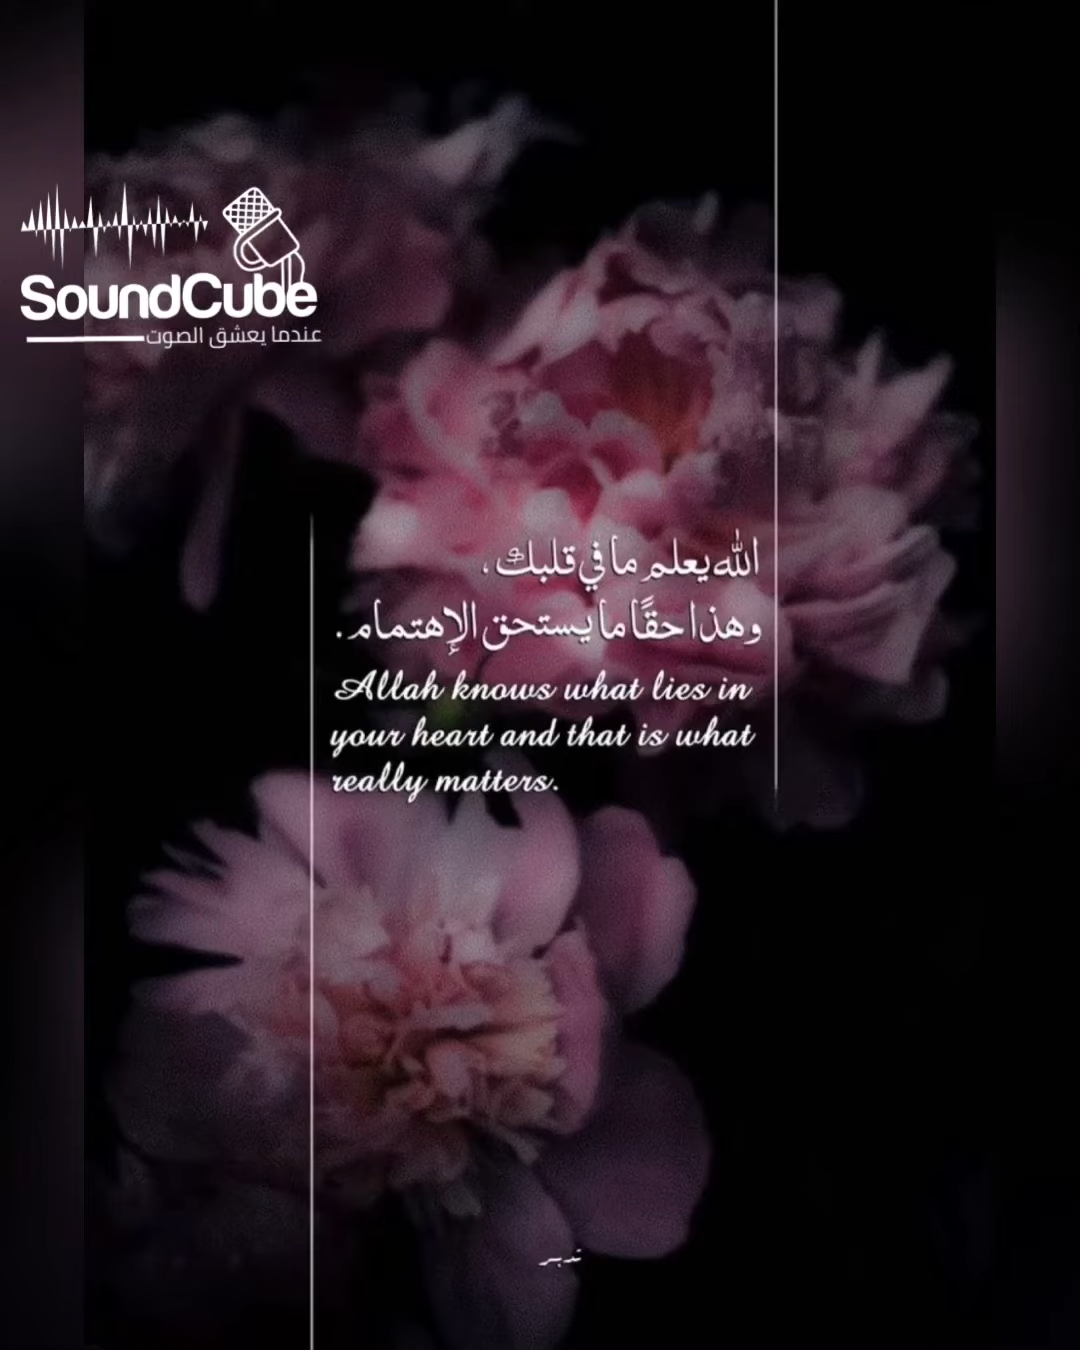 SoundCube
عندما يعشق الصوت
الله يعلم ما في قلبك،
وهذا حقًا ما يستحق الإهتمام.
Allah knows what lies in
your heart and that is what
really matters.
تدبر